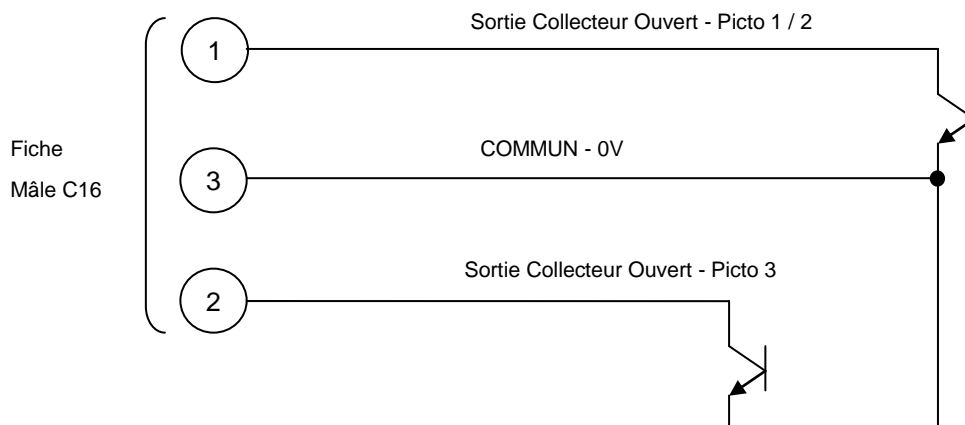 Sortie Collecteur Ouvert - Picto 1 / 2
1
Fiche
Mâle C16
COMMUN - 0V
3
Sortie Collecteur Ouvert - Picto 3
2